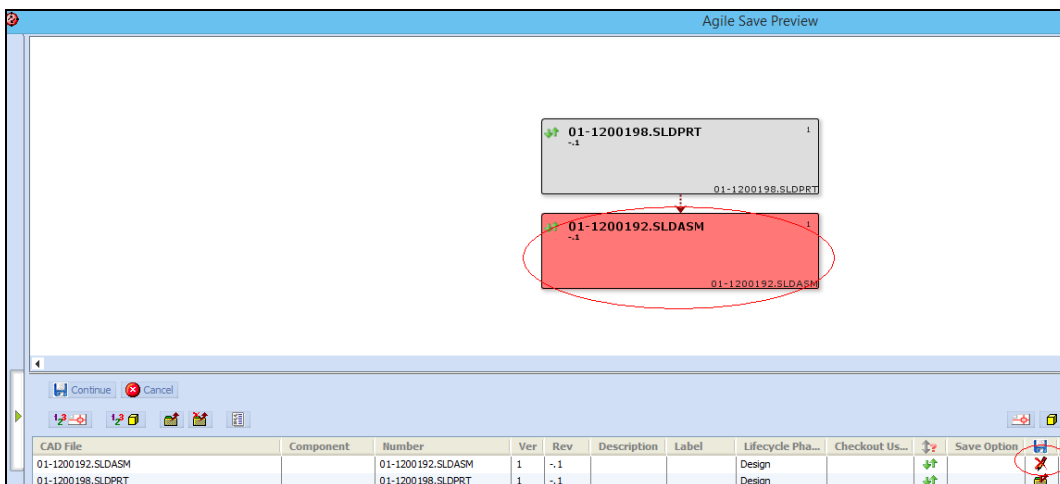 Agile Save Preview
01-1200198.SLDPRT 1
-.1
01-1200198.SLDPRT
01-1200192.SLDASM 1
-.1
01-1200192.SLDASM
Continue Cancel
CAD File Component Number Ver Rev Description Label Lifecycle Pha... Checkout Us... Save Option
01-1200192.SLDASM 01-1200192.SLDASM 1 -.1 Design
01-1200198.SLDPRT 01-1200198.SLDPRT 1 -.1 Design